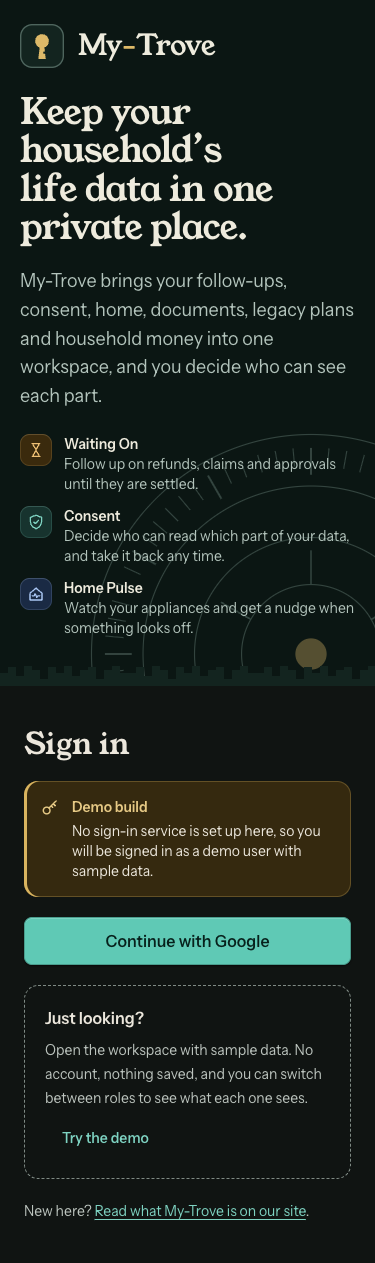 My-Trove
Keep your
household’s
life data in one
private place.
My-Trove brings your follow-ups,
consent, home, documents, legacy plans
and household money into one
workspace, and you decide who can see
each part.
Waiting On
Follow up on refunds, claims and approvals
until they are settled.
Consent
Decide who can read which part of your data,
and take it back any time.
Home Pulse
Watch your appliances and get a nudge when
something looks off.
Sign in
Demo build
No sign-in service is set up here, so you
will be signed in as a demo user with
sample data.
Continue with Google
Just looking?
Open the workspace with sample data. No
account, nothing saved, and you can switch
between roles to see what each one sees.
Try the demo
New here? Read what My-Trove is on our site.